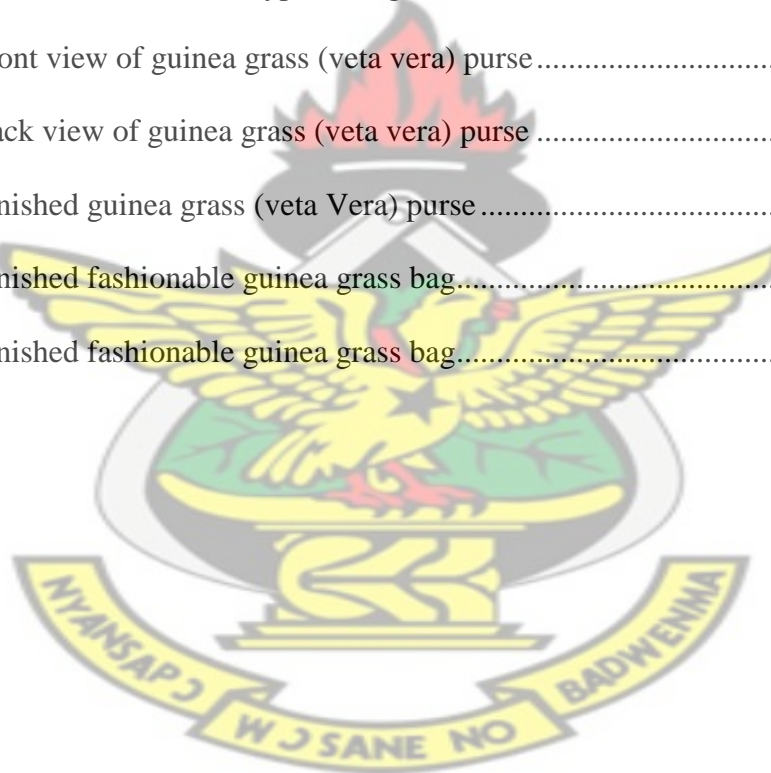 ont view of guinea grass (veta vera) purse
ack view of guinea grass (veta vera) purse
nished guinea grass (veta Vera) purse
nished fashionable guinea grass bag
nished fashionable guinea grass bag
NYANSAPƆ WƆSANE NO BADWENMA